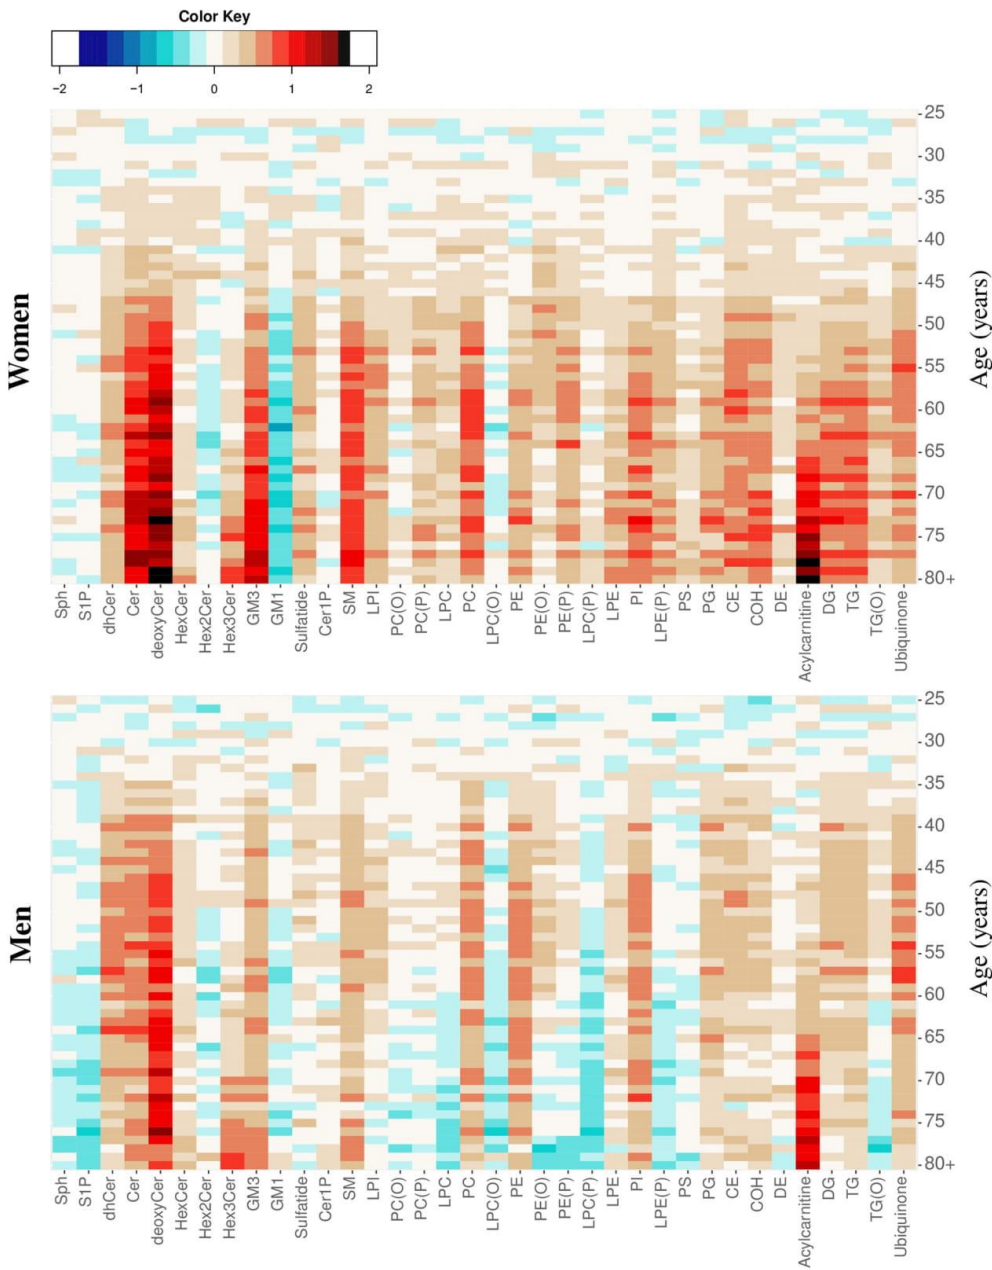 Color Key
−2 −1 0 1 2
Women
25
30
35
40
45
50
55
60
65
70
75
80+
Age (years)
Sph
S1P
dhCer
Cer
deoxyCer
HexCer
Hex2Cer
Hex3Cer
GM3
GM1
Sulfatide
Cer1P
SM
LPI
PC(O)
PC(P)
LPC
PC
LPC(O)
PE
PE(O)
PE(P)
LPC(P)
LPE
PI
LPE(P)
PS
PG
CE
COH
DE
Acylcarnitine
DG
TG
TG(O)
Ubiquinone
Men
25
30
35
40
45
50
55
60
65
70
75
80+
Age (years)
Sph
S1P
dhCer
Cer
deoxyCer
HexCer
Hex2Cer
Hex3Cer
GM3
GM1
Sulfatide
Cer1P
SM
LPI
PC(O)
PC(P)
LPC
PC
LPC(O)
PE
PE(O)
PE(P)
LPC(P)
LPE
PI
LPE(P)
PS
PG
CE
COH
DE
Acylcarnitine
DG
TG
TG(O)
Ubiquinone